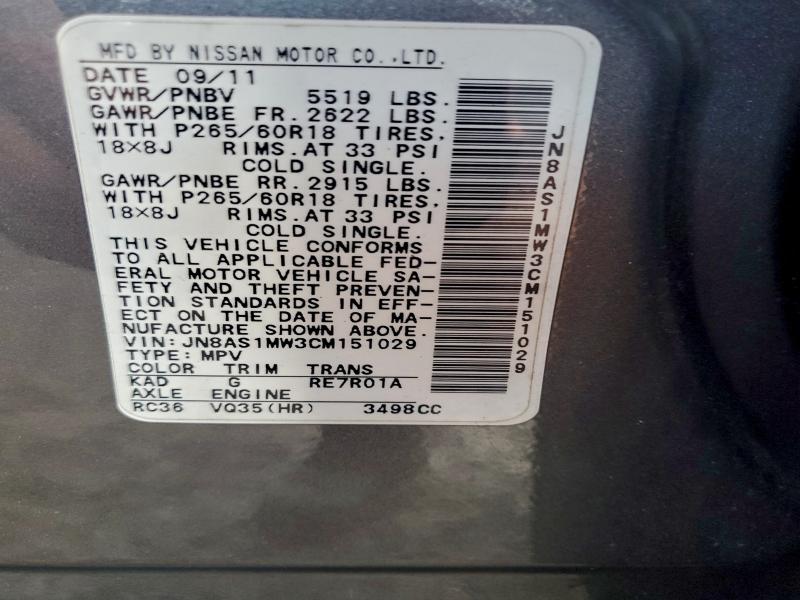 MFD BY NISSAN MOTOR CO.,LTD.
DATE 09/11
GVWR/PNBV 5519 LBS.
GAWR/PNBE FR. 2622 LBS.
WITH P265/60R18 TIRES.
18×8J RIMS.AT 33 PSI
COLD SINGLE.
GAWR/PNBE RR. 2915 LBS.
WITH P265/60R18 TIRES.
18×8J RIMS.AT 33 PSI
COLD SINGLE.
THIS VEHICLE CONFORMS
TO ALL APPLICABLE FED-
ERAL MOTOR VEHICLE SA-
FETY AND THEFT PREVEN-
TION STANDARDS IN EFF-
ECT ON THE DATE OF MA-
NUFACTURE SHOWN ABOVE.
VIN: JN8AS1MW3CM151029
TYPE: MPV
COLOR TRIM TRANS
KAD G RE7R01A
AXLE ENGINE
RC36 VQ35(HR) 3498CC
JN8AS1MW3CM151029